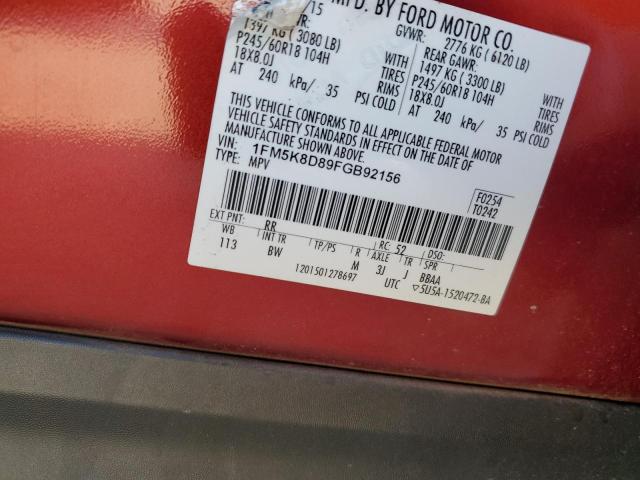 /15
MFD. BY FORD MOTOR CO.
GVWR: 2776 KG ( 6120 LB)
WR: REAR GAWR:
1397 KG ( 3080 LB) 1497 KG ( 3300 LB)
P245/60R18 104H TIRES P245/60R18 104H TIRES
18X8.0J RIMS 18X8.0J RIMS
AT 240 kPa/ 35 PSI COLD AT 240 kPa/ 35 PSI COLD
THIS VEHICLE CONFORMS TO ALL APPLICABLE FEDERAL MOTOR
VEHICLE SAFETY STANDARDS IN EFFECT ON THE DATE OF
MANUFACTURE SHOWN ABOVE.
VIN: 1FM5K8D89FGB92156
TYPE: MPV
F0254
T0242
EXT PNT: RR RC: 52 DSO:
WB INT TR TP/PS R AXLE TR SPR
113 BW M 3J J BBAA
1201501278697 UTC ▽5U5A-1520472-BA